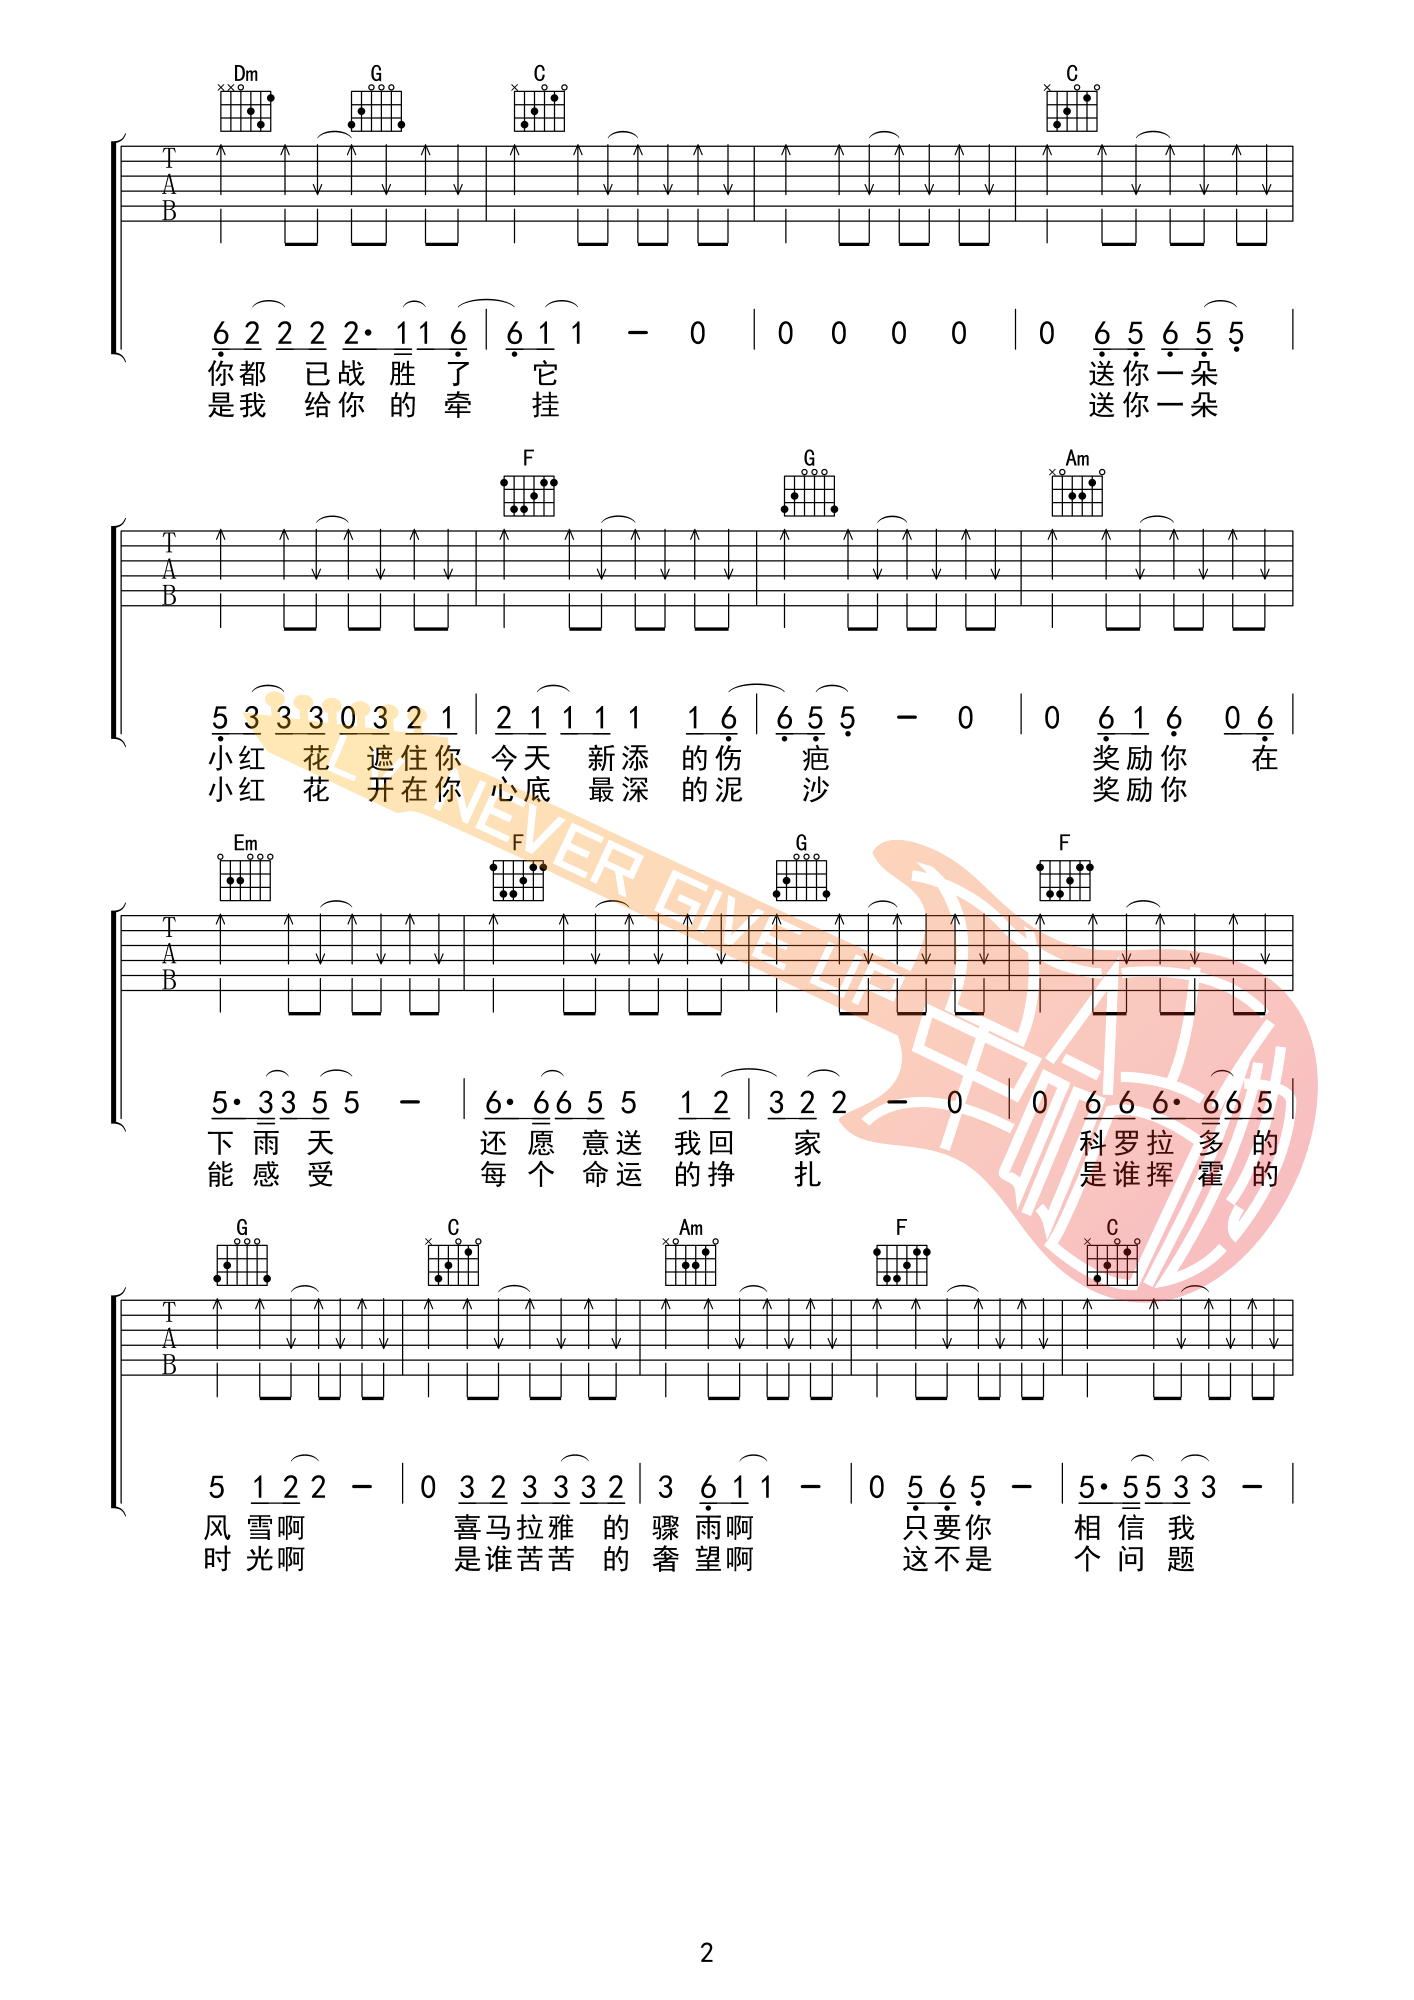 Dm G C C
T
A
B
6 2 2 2 2· 1 1 6 6 1 1 - 0 0 0 0 0 0 6 5 6 5 5
你都 已战 胜 了 它 送你一朵
是我 给你 的 牵 挂 送你一朵
F G Am
T
A
B
5 3 3 3 0 3 2 1 2 1 1 1 1 1 6 6 5 5 - 0 0 6 1 6 0 6
小红 花 遮住你 今天 新添 的伤 疤 奖励你 在
小红 花 开在你 心底 最深 的泥 沙 奖励你
Em F G F
T
A
B
5· 3 3 5 5 - 6· 6 6 5 5 1 2 3 2 2 - 0 0 6 6 6· 6 6 5
下 雨 天 还 愿 意送 我回 家 科罗拉 多 的
能 感 受 每 个 命运 的挣 扎 是谁挥 霍 的
G C Am F C
T
A
B
5 1 2 2 - 0 3 2 3 3 3 2 3 6 1 1 - 0 5 6 5 - 5· 5 5 3 3 -
风 雪啊 喜马拉雅 的 骤 雨啊 只要你 相 信 我
时 光啊 是谁苦苦 的 奢 望啊 这不是 个 问 题
NEVER GIVE UP
2